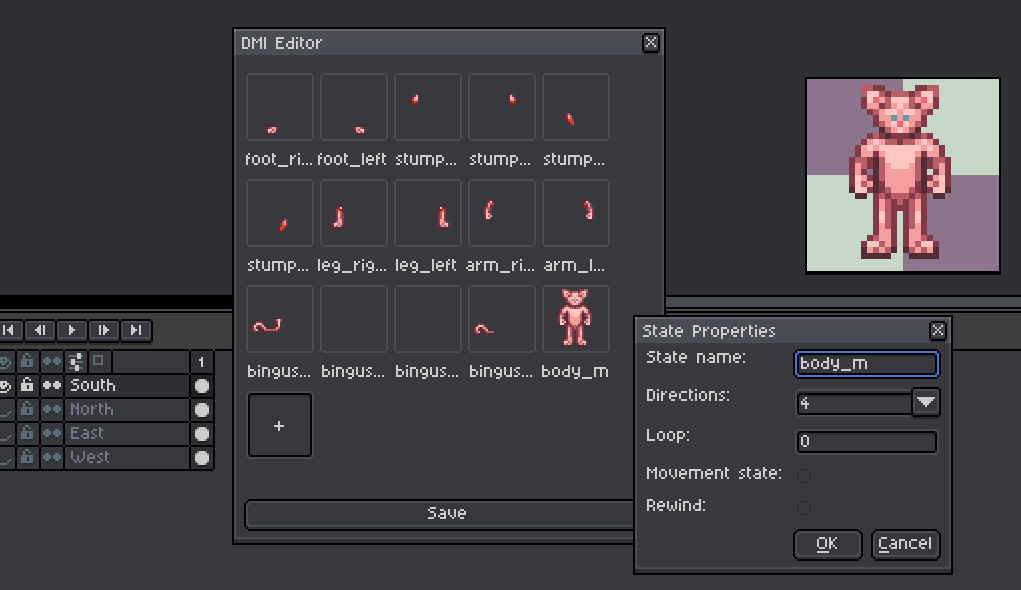 DMI Editor
foot_ri... foot_left stump... stump... stump...
stump... leg_rig... leg_left arm_ri... arm_l...
bingus... bingus... bingus... bingus... body_m
+
Save
1
South
North
East
West
State Properties
State name: body_m
Directions: 4
Loop: 0
Movement state:
Rewind:
OK Cancel